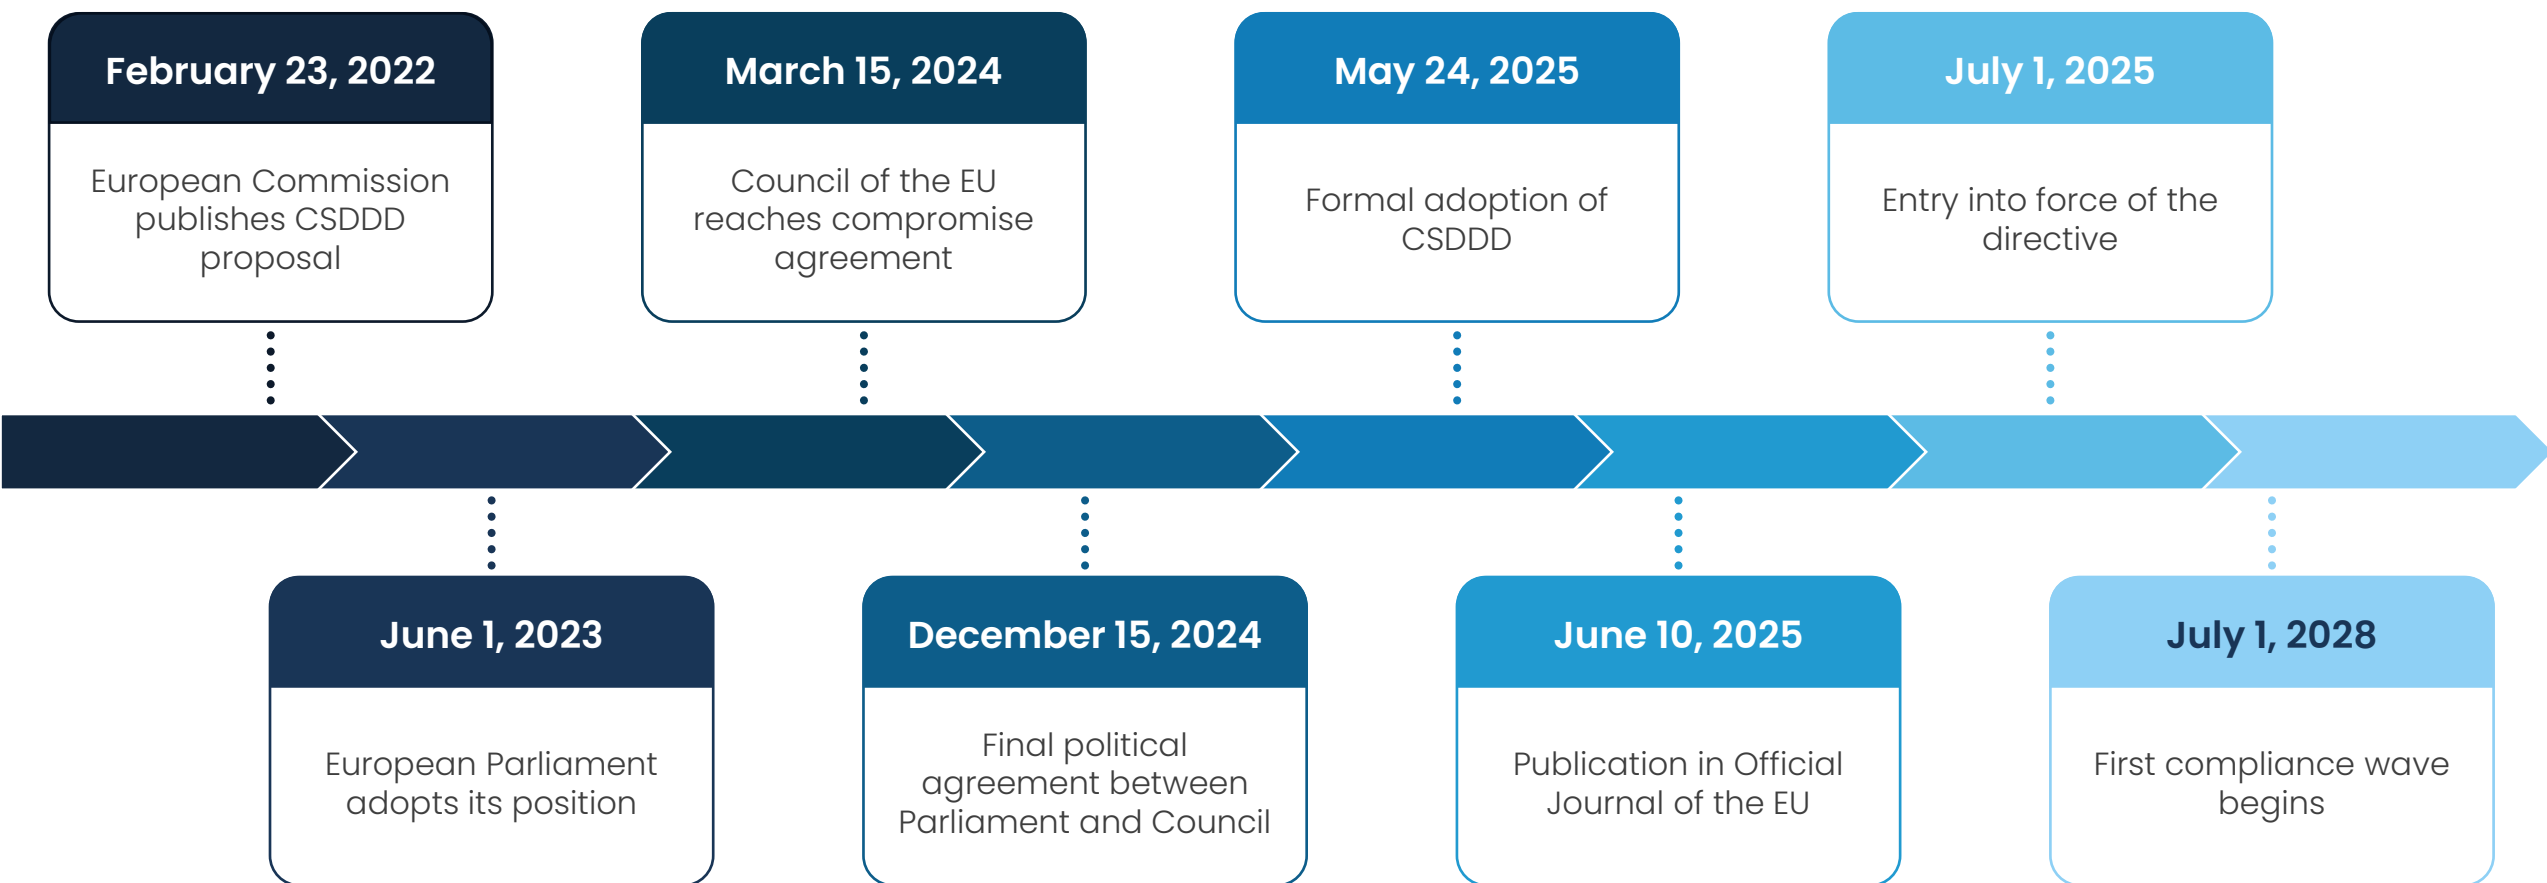 February 23, 2022
European Commission
publishes CSDDD
proposal
March 15, 2024
Council of the EU
reaches compromise
agreement
May 24, 2025
Formal adoption of
CSDDD
July 1, 2025
Entry into force of the
directive
June 1, 2023
European Parliament
adopts its position
December 15, 2024
Final political
agreement between
Parliament and Council
June 10, 2025
Publication in Official
Journal of the EU
July 1, 2028
First compliance wave
begins